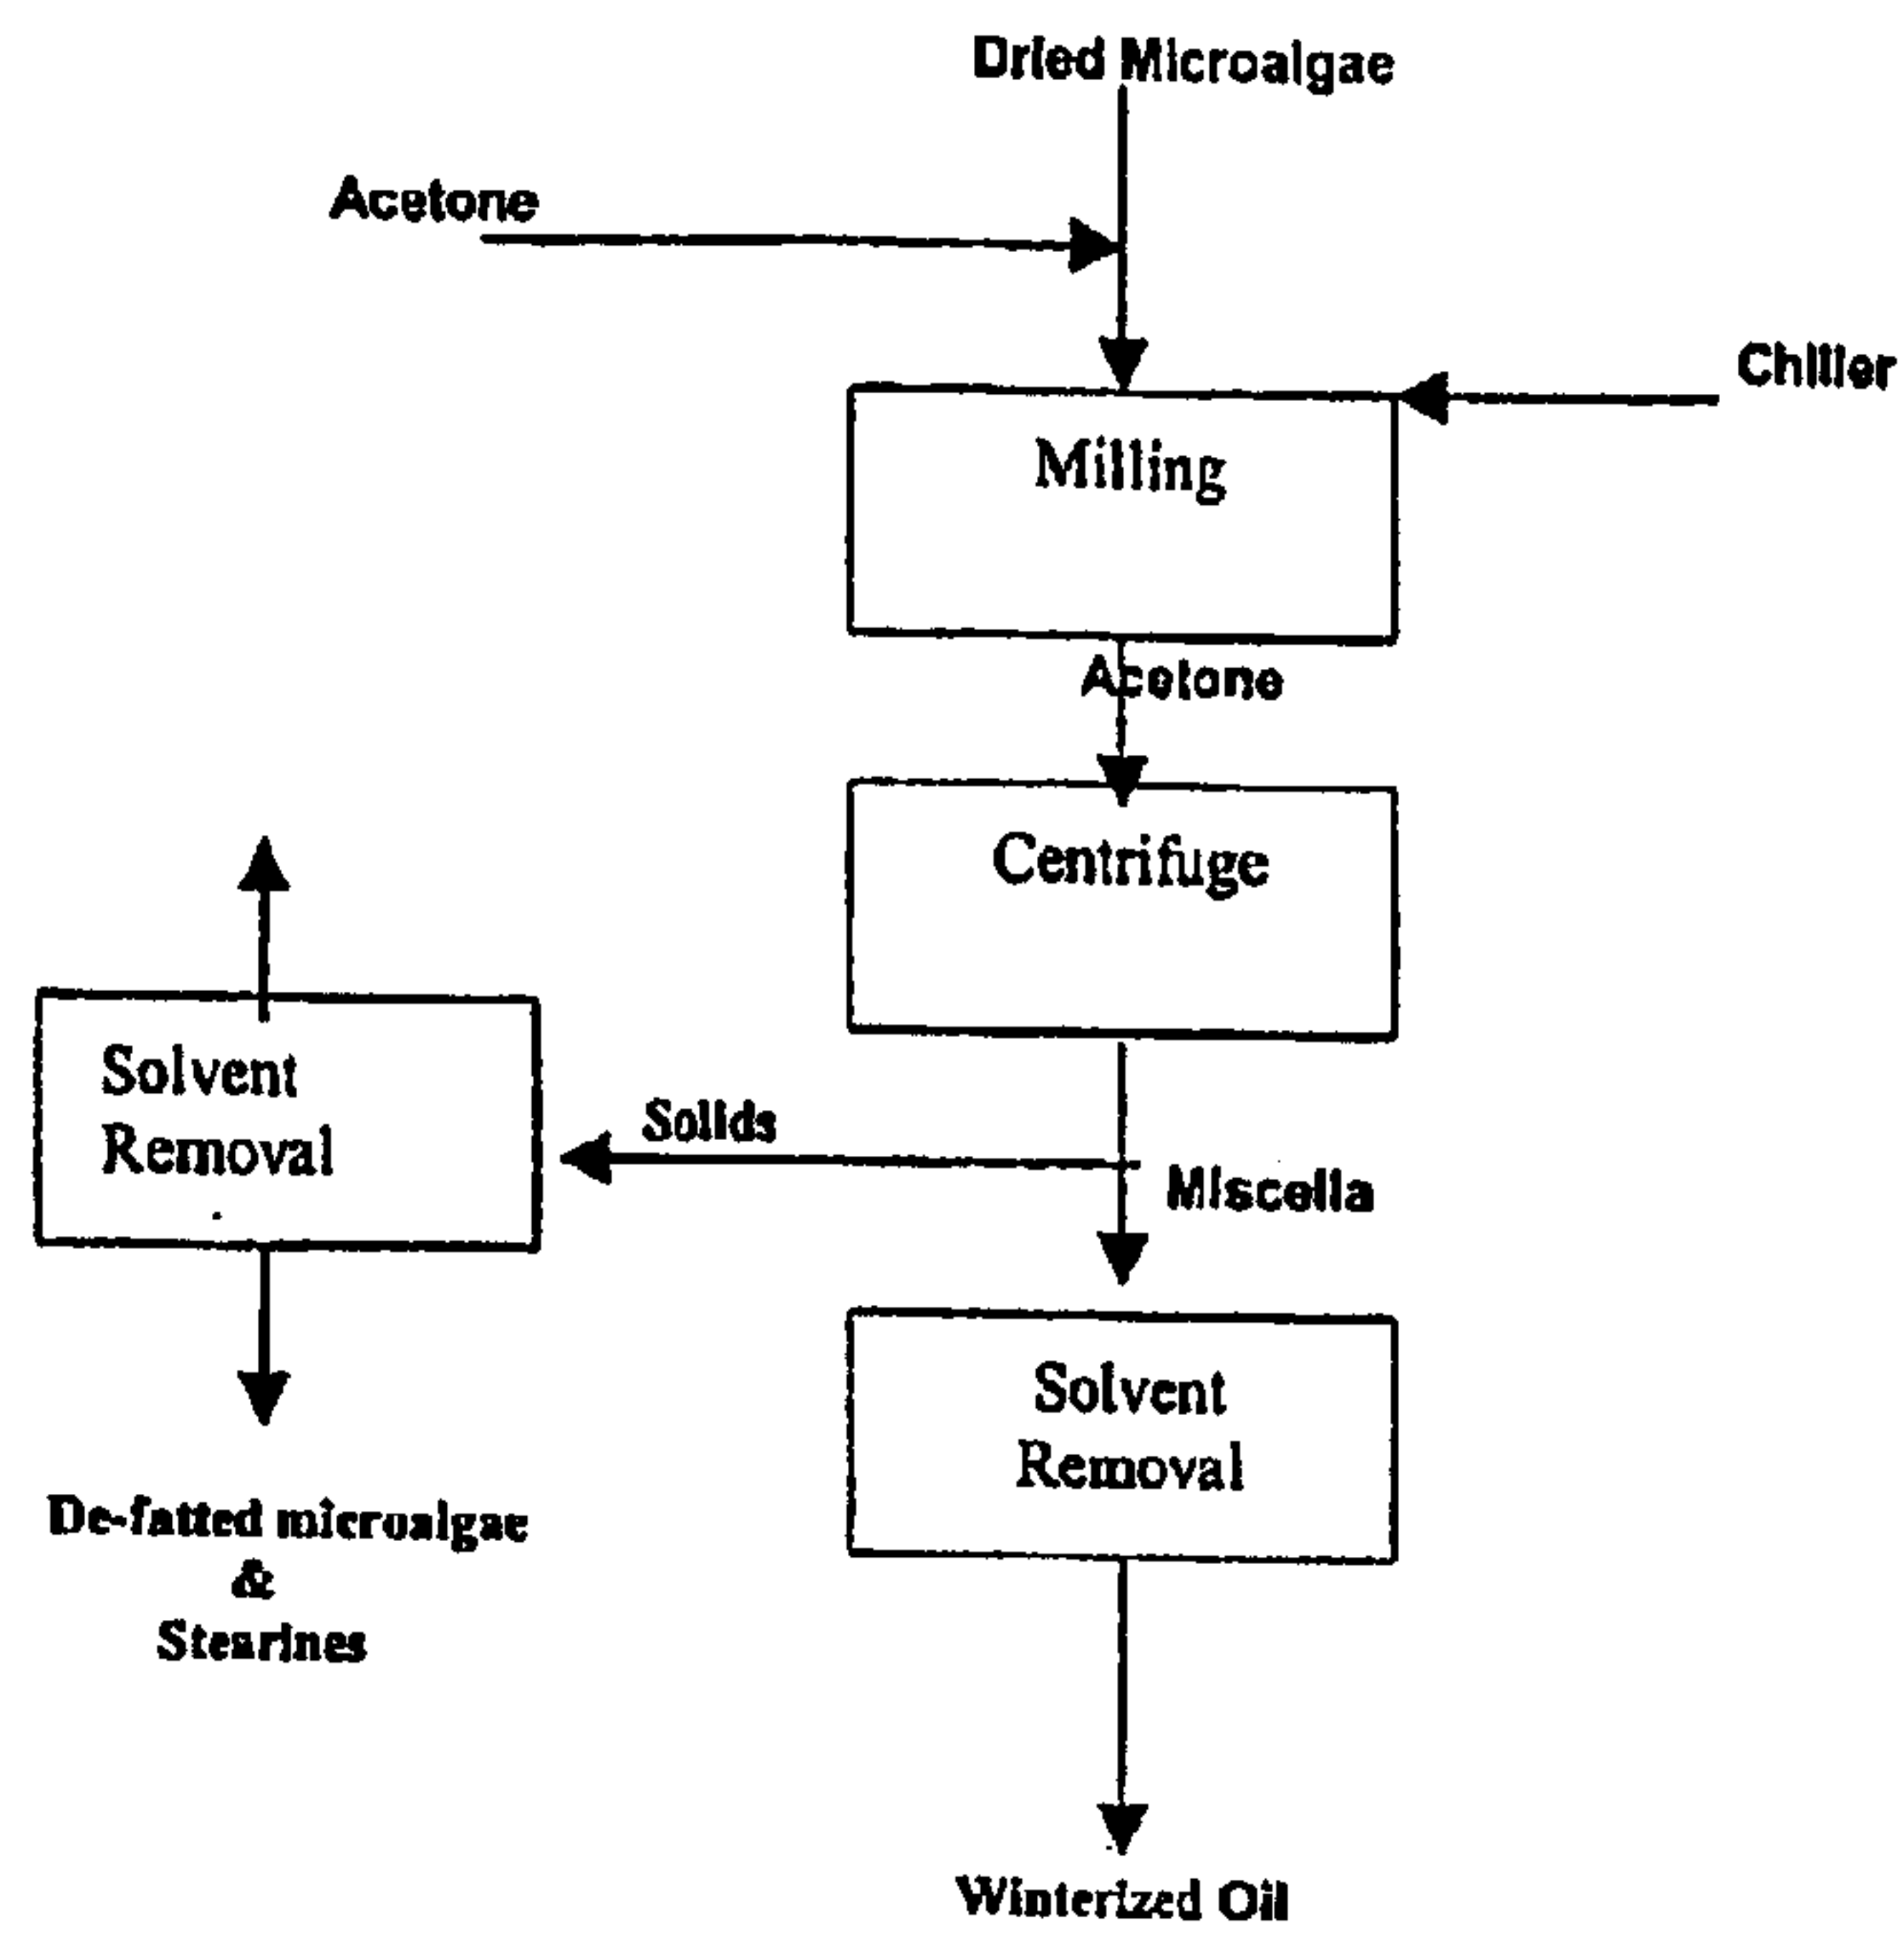 Dried Microalgae
Acetone
Chiller
Milling
Acetone
Centrifuge
Solvent
Removal
Solids
Miscella
Solvent
Removal
De-fatted microalgae
&
Stearines
Winterized Oil